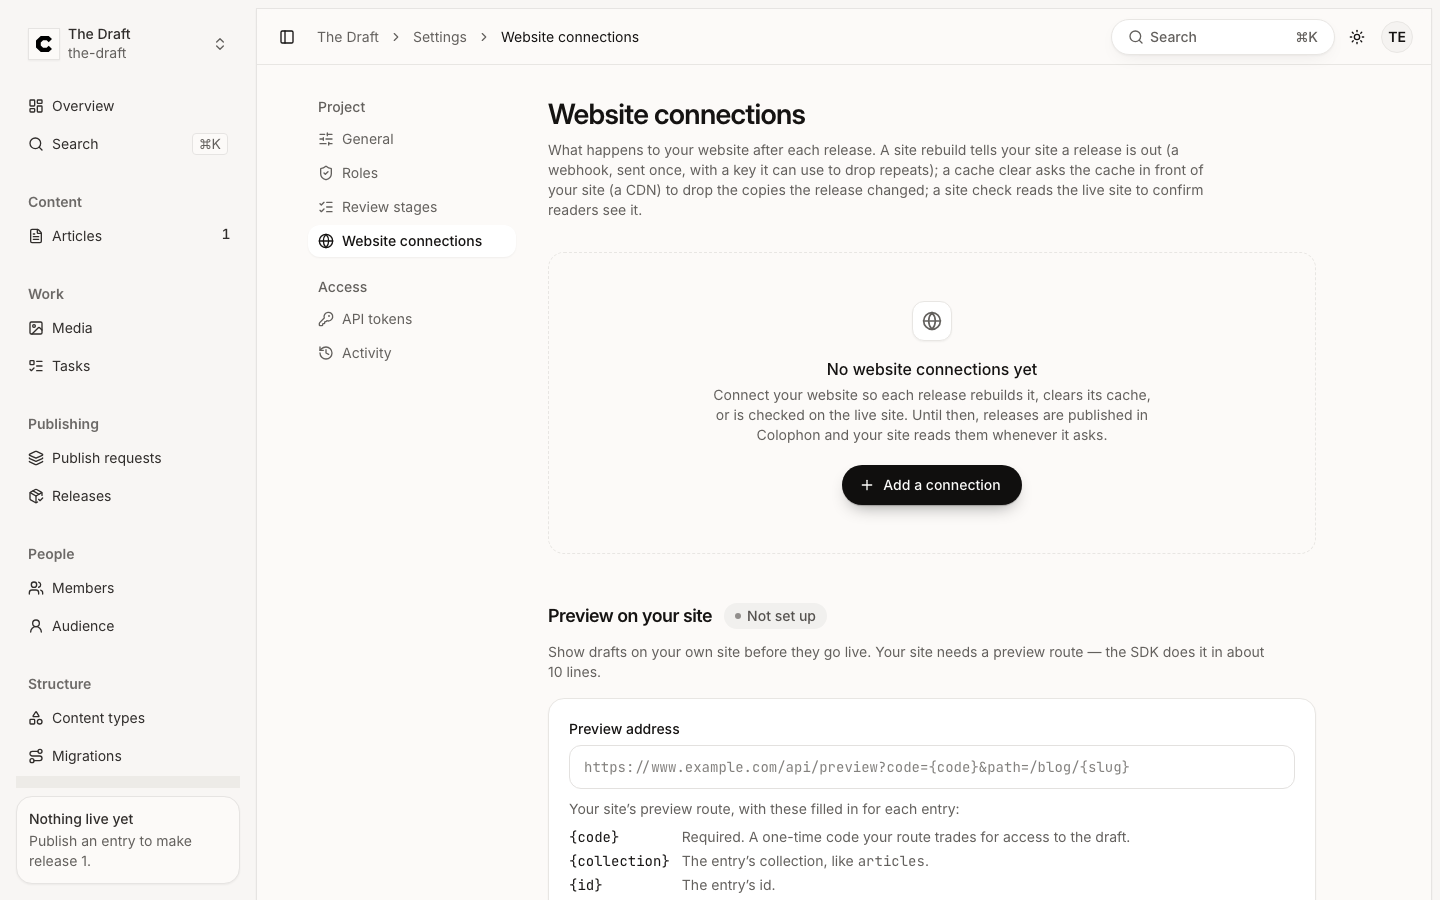 The Draft
the-draft
Overview
Search ⌘K
Content
Articles 1
Work
Media
Tasks
Publishing
Publish requests
Releases
People
Members
Audience
Structure
Content types
Migrations
Nothing live yet
Publish an entry to make
release 1.
The Draft > Settings > Website connections
Search ⌘K
TE
Project
General
Roles
Review stages
Website connections
Access
API tokens
Activity
Website connections
What happens to your website after each release. A site rebuild tells your site a release is out (a
webhook, sent once, with a key it can use to drop repeats); a cache clear asks the cache in front of
your site (a CDN) to drop the copies the release changed; a site check reads the live site to confirm
readers see it.
No website connections yet
Connect your website so each release rebuilds it, clears its cache,
or is checked on the live site. Until then, releases are published in
Colophon and your site reads them whenever it asks.
+ Add a connection
Preview on your site Not set up
Show drafts on your own site before they go live. Your site needs a preview route — the SDK does it in about
10 lines.
Preview address
https://www.example.com/api/preview?code={code}&path=/blog/{slug}
Your site’s preview route, with these filled in for each entry:
{code} Required. A one-time code your route trades for access to the draft.
{collection} The entry’s collection, like articles.
{id} The entry’s id.